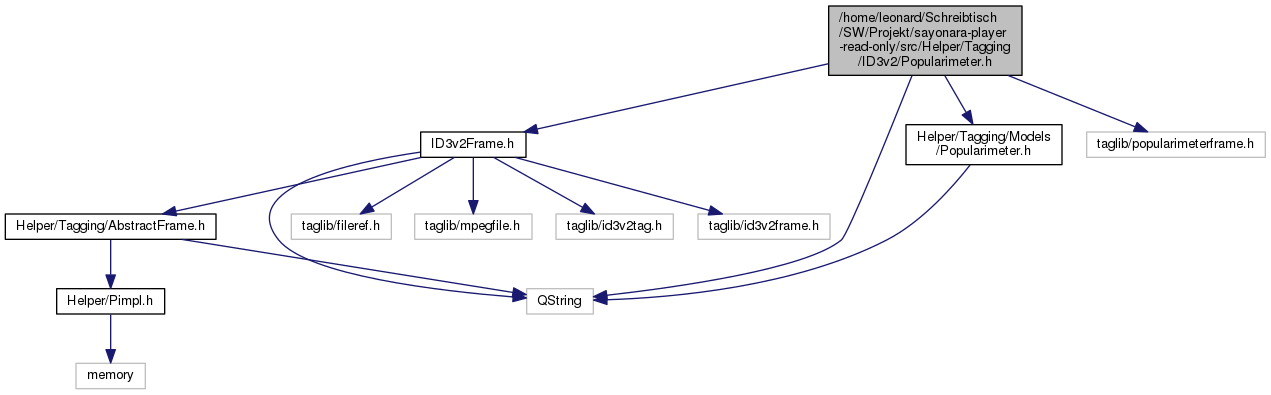 /home/leonard/Schreibtisch
/SW/Projekt/sayonara-player
-read-only/src/Helper/Tagging
/ID3v2/Popularimeter.h
ID3v2Frame.h
Helper/Tagging/Models
/Popularimeter.h
taglib/popularimeterframe.h
Helper/Tagging/AbstractFrame.h
taglib/fileref.h
taglib/mpegfile.h
taglib/id3v2tag.h
taglib/id3v2frame.h
Helper/Pimpl.h
QString
memory